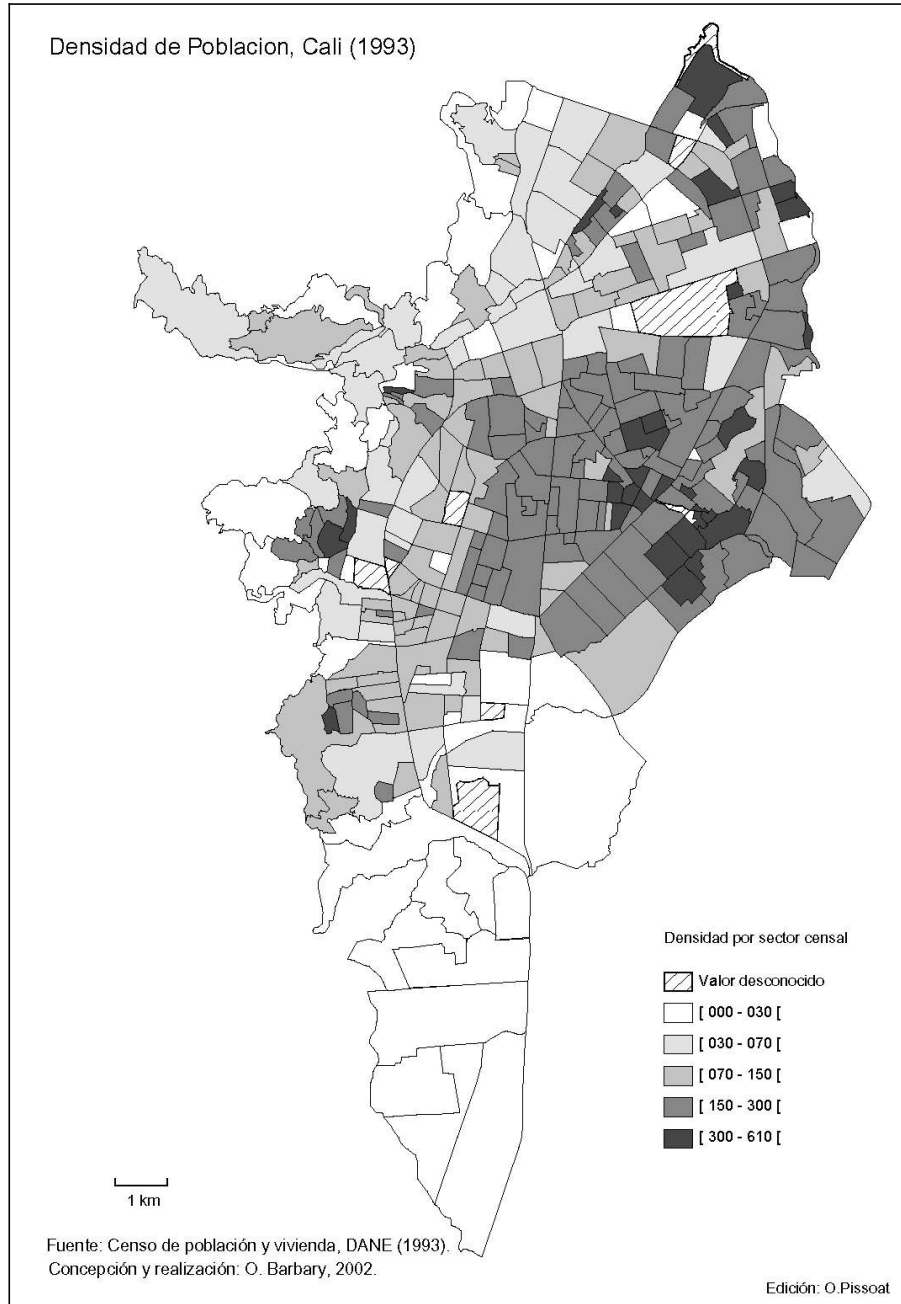 Densidad de Poblacion, Cali (1993)
Densidad por sector censal
Valor desconocido
[ 000 - 030 [
[ 030 - 070 [
[ 070 - 150 [
[ 150 - 300 [
[ 300 - 610 [
1 km
Fuente: Censo de población y vivienda, DANE (1993).
Concepción y realización: O. Barbary, 2002.
Edición: O.Pissoat